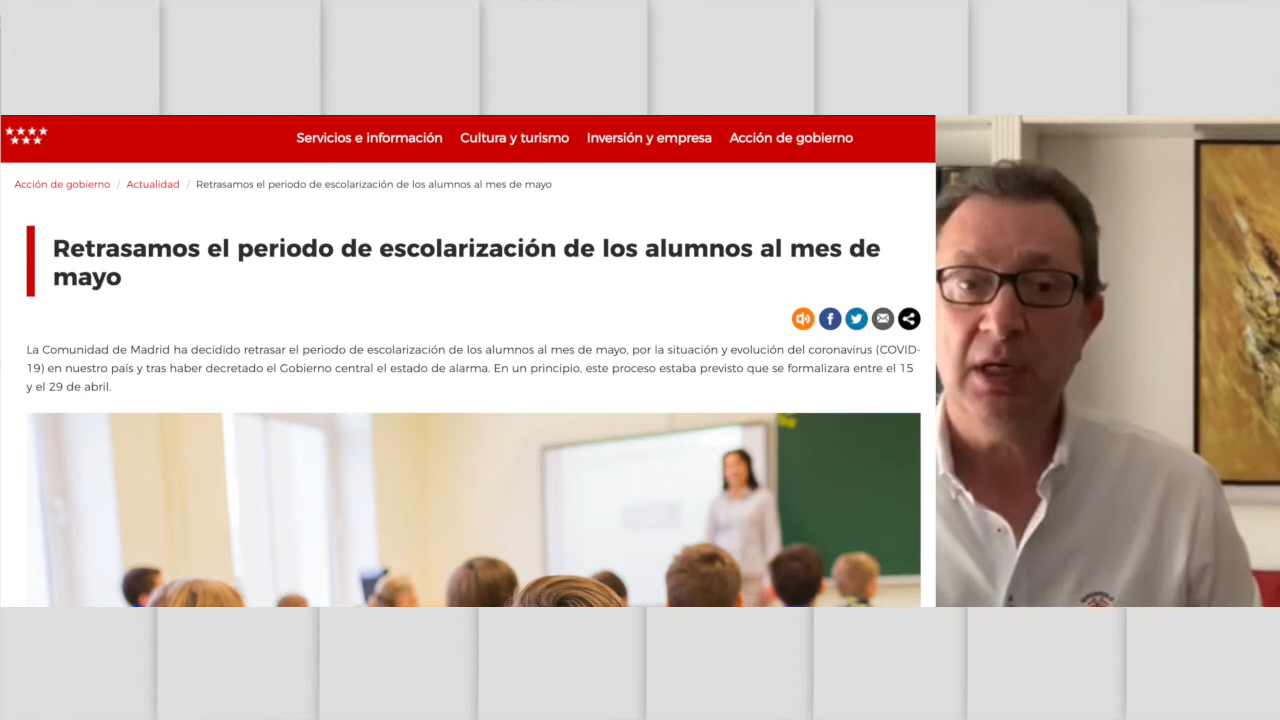 Servicios e información Cultura y turismo Inversión y empresa Acción de gobierno
Acción de gobierno / Actualidad / Retrasamos el periodo de escolarización de los alumnos al mes de mayo
Retrasamos el periodo de escolarización de los alumnos al mes de
mayo
La Comunidad de Madrid ha decidido retrasar el periodo de escolarización de los alumnos al mes de mayo, por la situación y evolución del coronavirus (COVID-
19) en nuestro país y tras haber decretado el Gobierno central el estado de alarma. En un principio, este proceso estaba previsto que se formalizara entre el 15
y el 29 de abril.